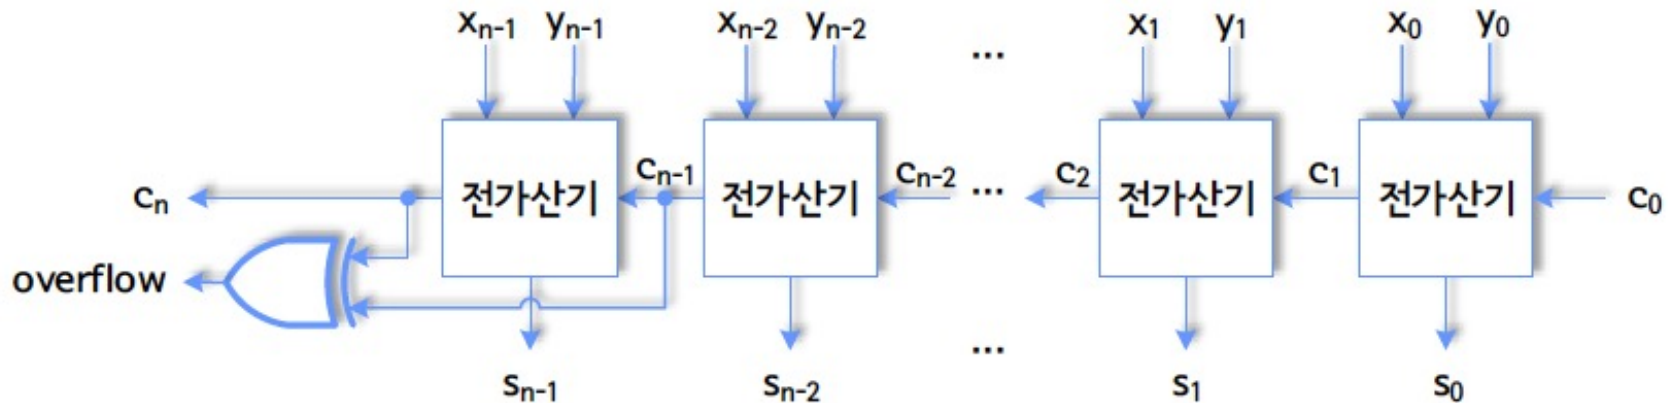 xₙ₋₁ yₙ₋₁ xₙ₋₂ yₙ₋₂ ... x₁ y₁ x₀ y₀
cₙ 전가산기 cₙ₋₁ 전가산기 cₙ₋₂ ... c₂ 전가산기 c₁ 전가산기 c₀
overflow
sₙ₋₁ sₙ₋₂ ... s₁ s₀